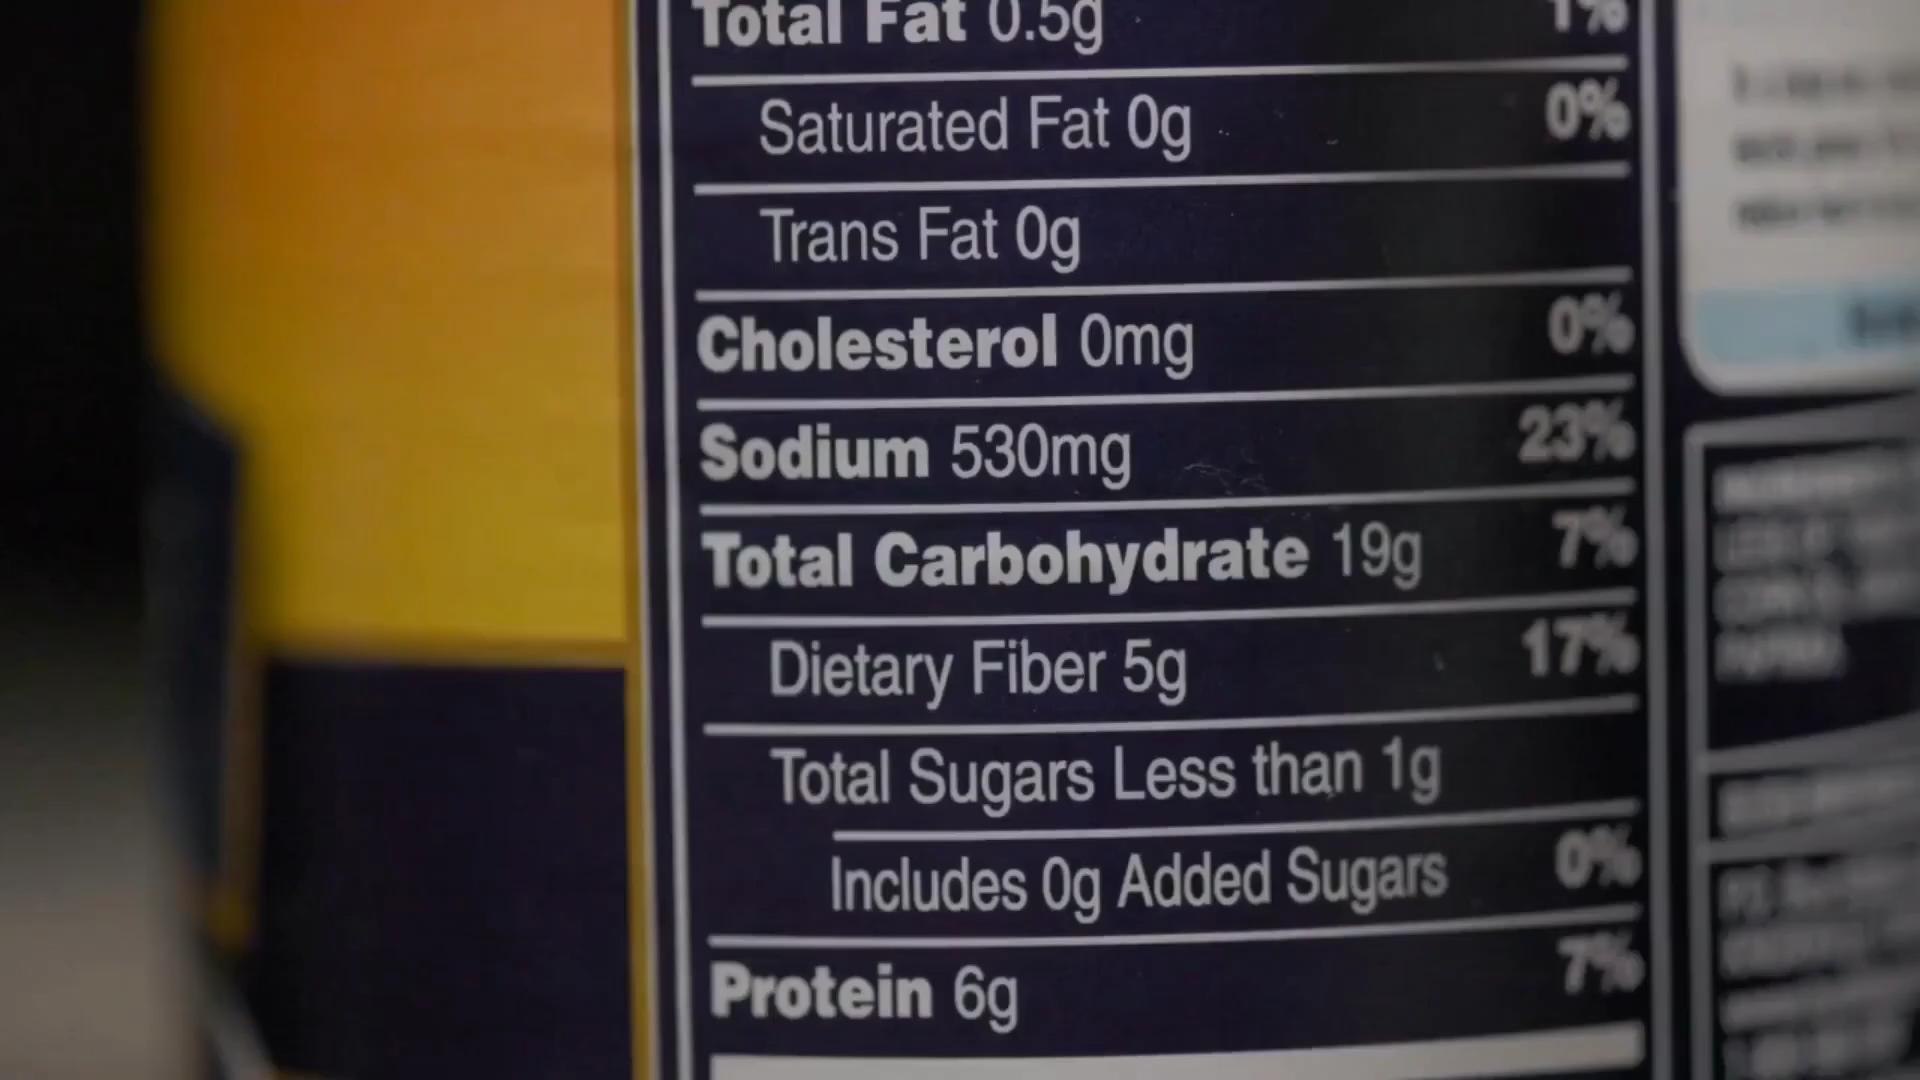 Total Fat 0.5g 1%
Saturated Fat 0g 0%
Trans Fat 0g
Cholesterol 0mg 0%
Sodium 530mg 23%
Total Carbohydrate 19g 7%
Dietary Fiber 5g 17%
Total Sugars Less than 1g
Includes 0g Added Sugars 0%
Protein 6g 7%